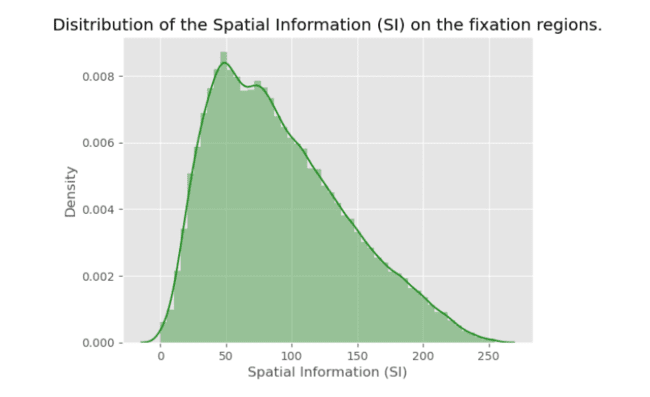 Disitribution of the Spatial Information (SI) on the fixation regions.
0.008
0.006
0.004
0.002
0.000
Density
0 50 100 150 200 250
Spatial Information (SI)